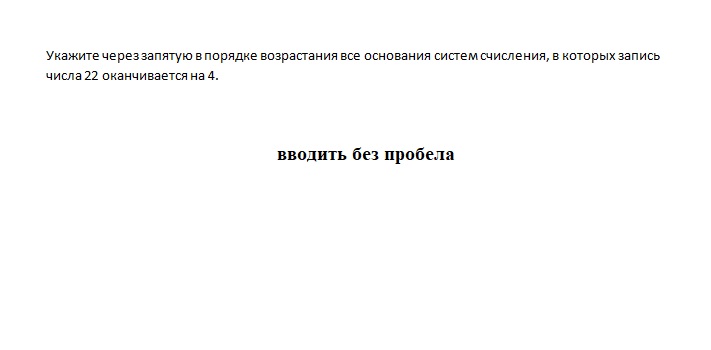 Укажите через запятую в порядке возрастания все основания систем счисления, в которых запись
числа 22 оканчивается на 4.
вводить без пробела